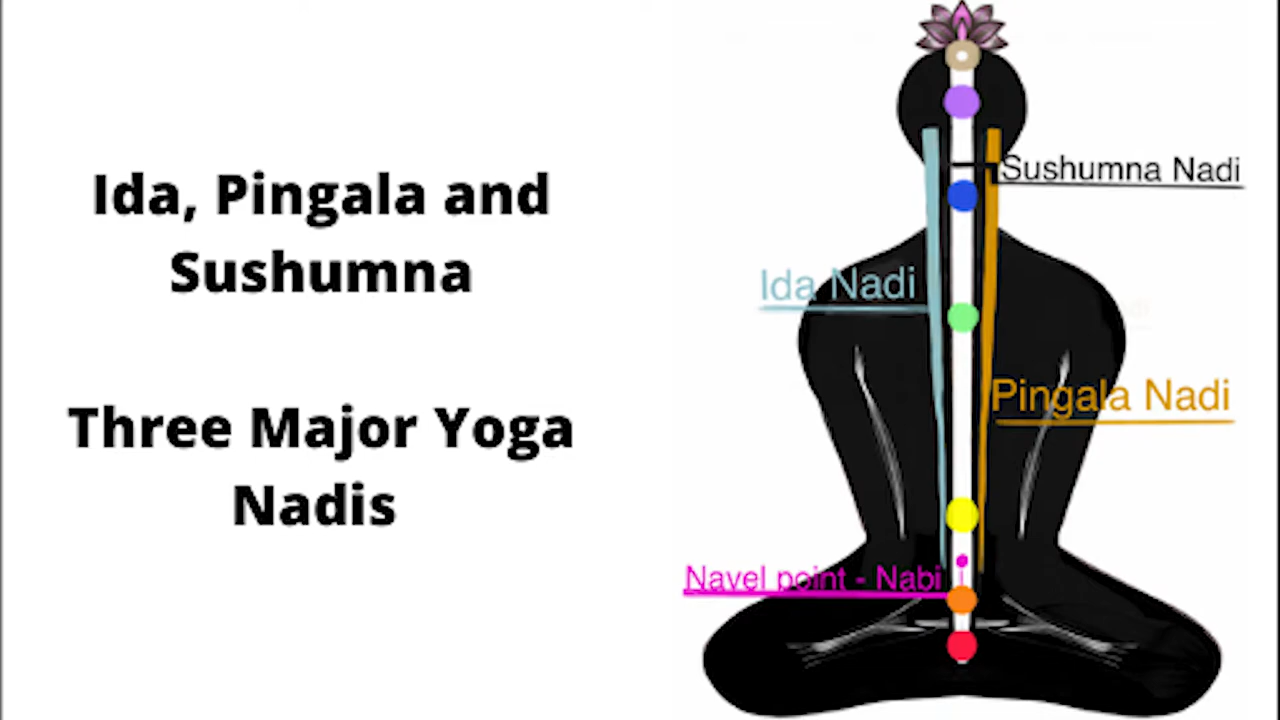 Ida, Pingala and
Sushumna
Three Major Yoga
Nadis
Sushumna Nadi
Ida Nadi
Pingala Nadi
Navel point - Nabi